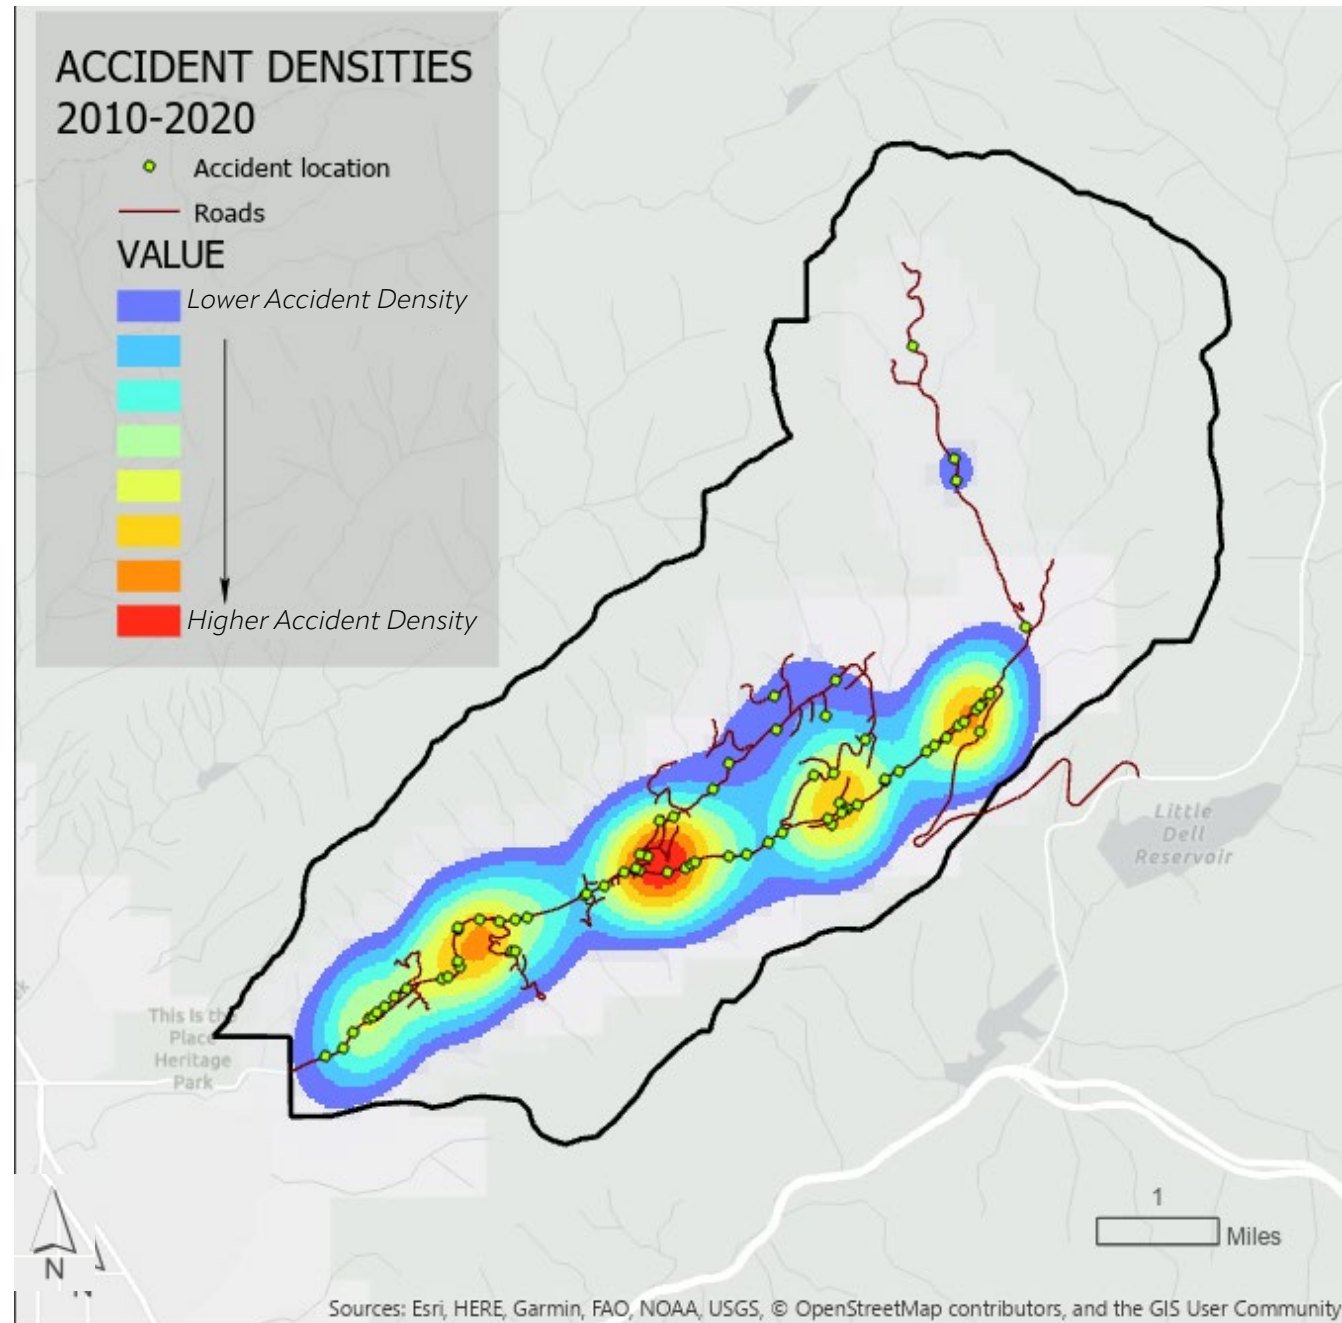 ACCIDENT DENSITIES
2010-2020
Accident location
Roads
VALUE
Lower Accident Density
Higher Accident Density
Little
Dell
Reservoir
This Is the
Place
Heritage
Park
1
Miles
N
Sources: Esri, HERE, Garmin, FAO, NOAA, USGS, © OpenStreetMap contributors, and the GIS User Community